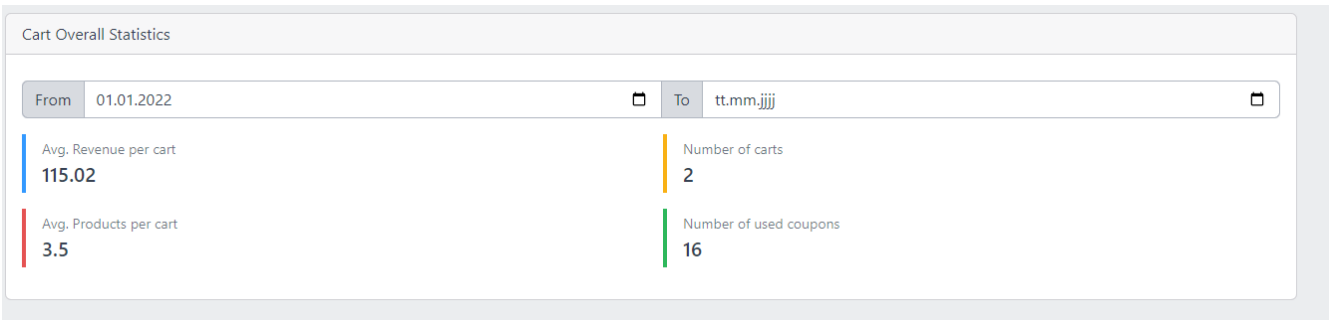 Cart Overall Statistics
From 01.01.2022 To tt.mm.jjjj
Avg. Revenue per cart
115.02
Number of carts
2
Avg. Products per cart
3.5
Number of used coupons
16